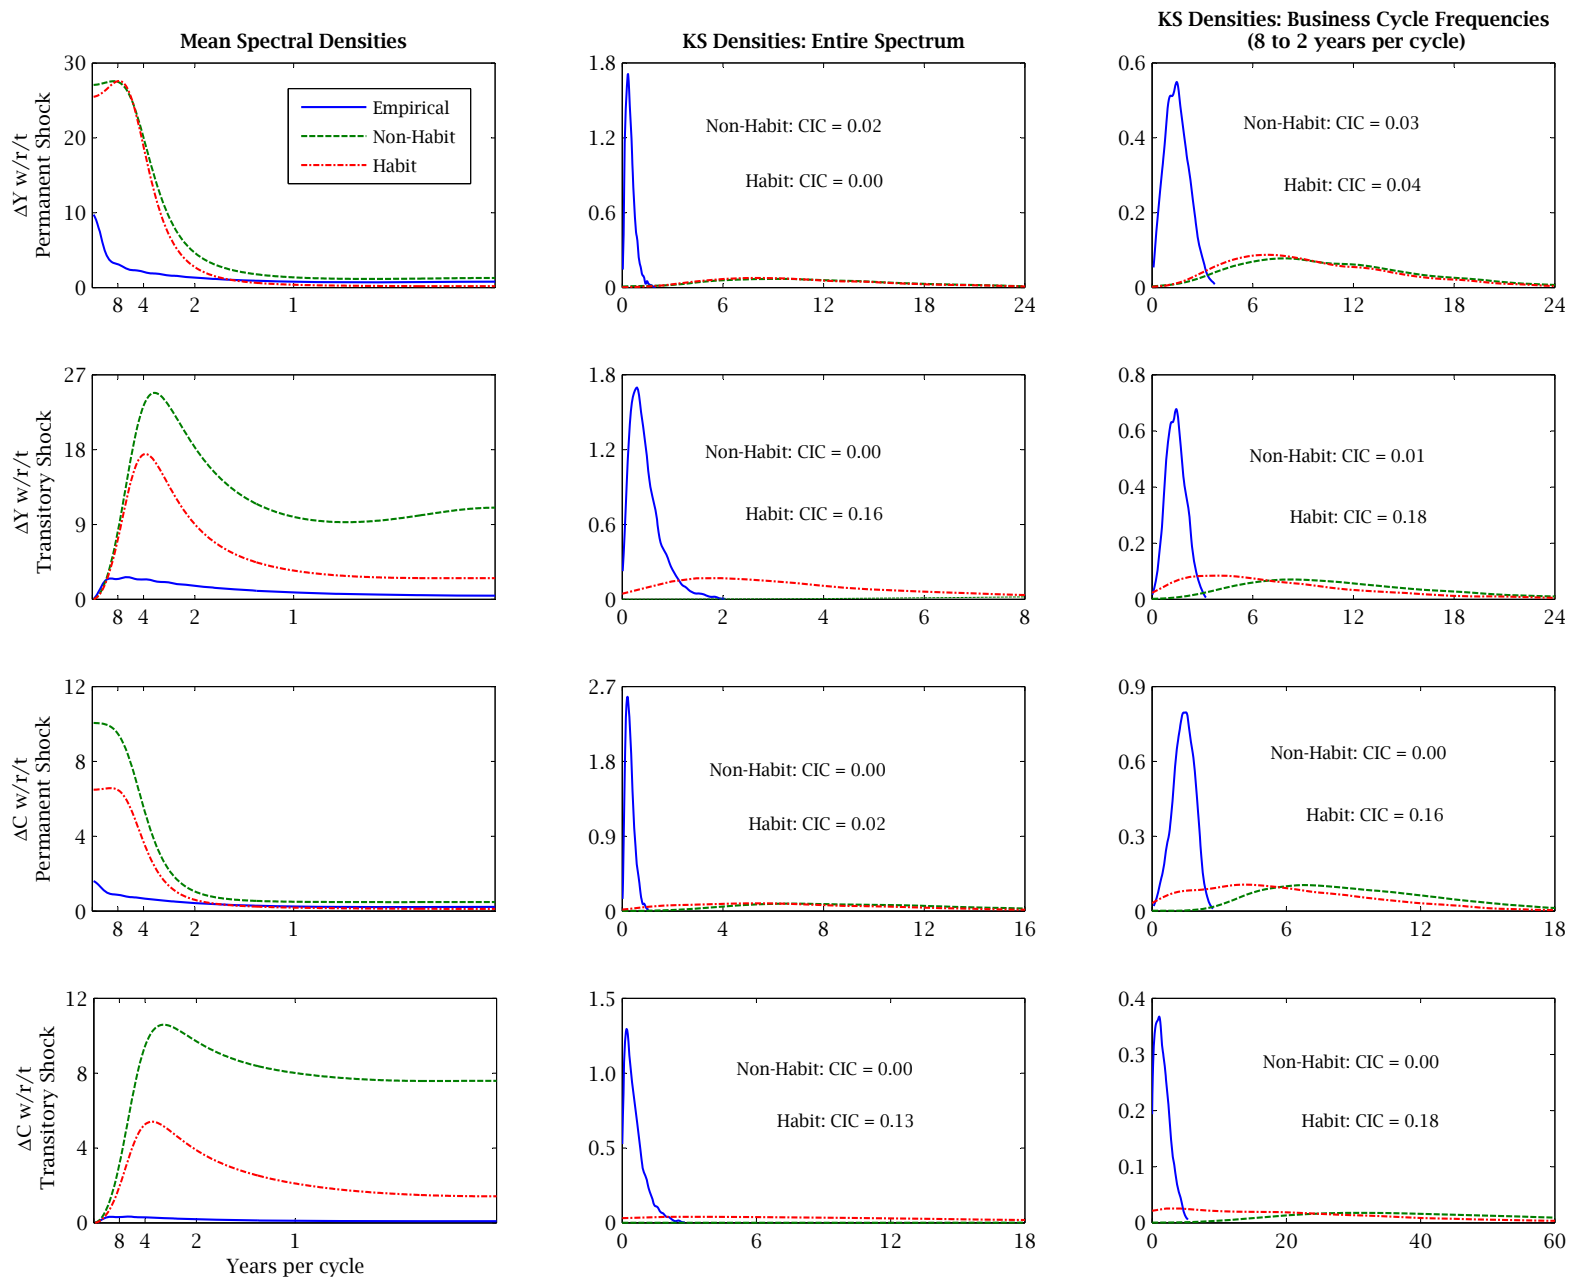 Mean Spectral Densities
KS Densities: Entire Spectrum
KS Densities: Business Cycle Frequencies
(8 to 2 years per cycle)
ΔY w/r/t
Permanent Shock
30
20
10
0
8 4 2 1
Empirical
Non-Habit
Habit
1.8
1.2
0.6
0
0 6 12 18 24
Non-Habit: CIC = 0.02
Habit: CIC = 0.00
0.6
0.4
0.2
0
0 6 12 18 24
Non-Habit: CIC = 0.03
Habit: CIC = 0.04
ΔY w/r/t
Transitory Shock
27
18
9
0
8 4 2 1
1.8
1.2
0.6
0
0 2 4 6 8
Non-Habit: CIC = 0.00
Habit: CIC = 0.16
0.8
0.6
0.4
0.2
0
0 6 12 18 24
Non-Habit: CIC = 0.01
Habit: CIC = 0.18
ΔC w/r/t
Permanent Shock
12
8
4
0
8 4 2 1
2.7
1.8
0.9
0
0 4 8 12 16
Non-Habit: CIC = 0.00
Habit: CIC = 0.02
0.9
0.6
0.3
0
0 6 12 18
Non-Habit: CIC = 0.00
Habit: CIC = 0.16
ΔC w/r/t
Transitory Shock
12
8
4
0
8 4 2 1
Years per cycle
1.5
1.0
0.5
0
0 6 12 18
Non-Habit: CIC = 0.00
Habit: CIC = 0.13
0.4
0.3
0.2
0.1
0
0 20 40 60
Non-Habit: CIC = 0.00
Habit: CIC = 0.18